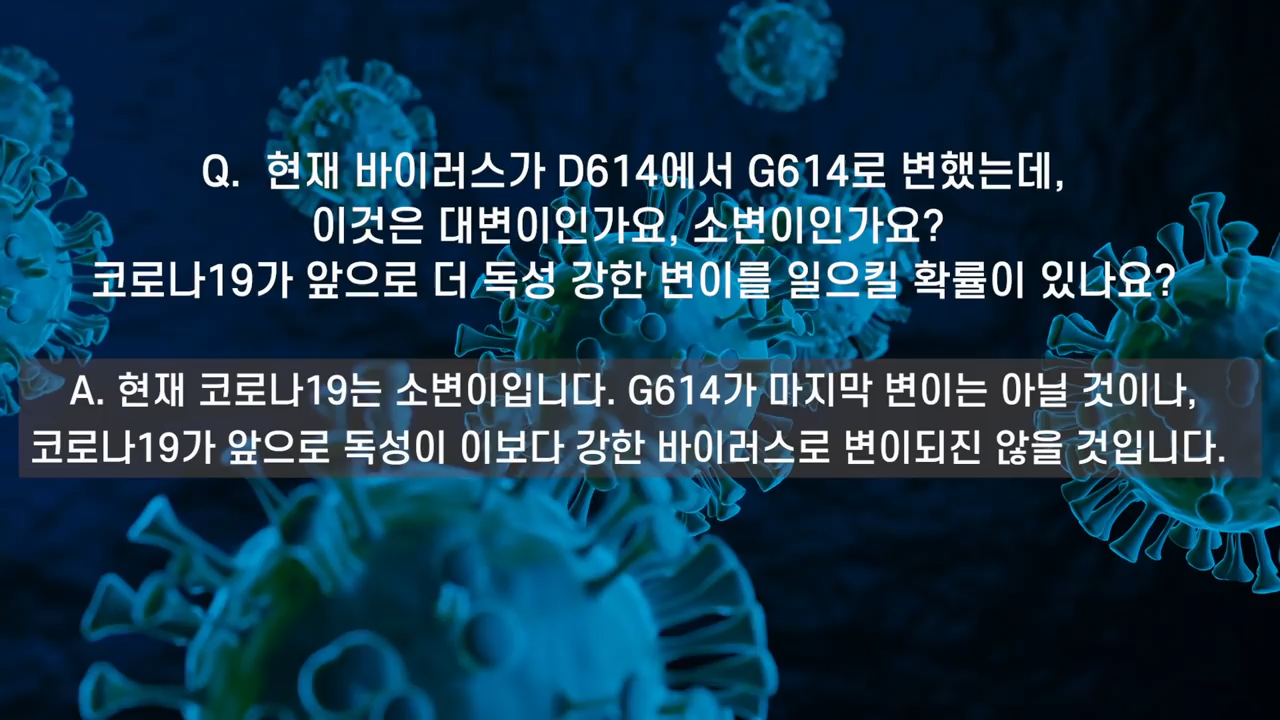 Q. 현재 바이러스가 D614에서 G614로 변했는데,
이것은 대변이인가요, 소변이인가요?
코로나19가 앞으로 더 독성 강한 변이를 일으킬 확률이 있나요?
A. 현재 코로나19는 소변이입니다. G614가 마지막 변이는 아닐 것이나,
코로나19가 앞으로 독성이 이보다 강한 바이러스로 변이되진 않을 것입니다.